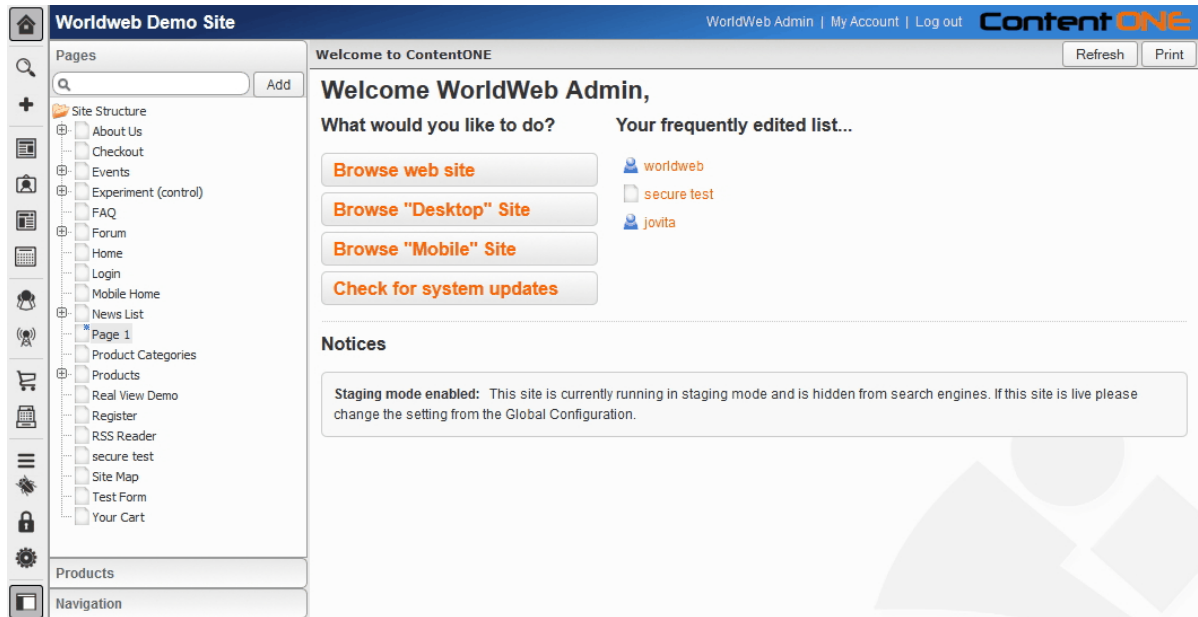 Worldweb Demo Site
WorldWeb Admin | My Account | Log out
ContentONE
Pages
Add
Site Structure
About Us
Checkout
Events
Experiment (control)
FAQ
Forum
Home
Login
Mobile Home
News List
Page 1
Product Categories
Products
Real View Demo
Register
RSS Reader
secure test
Site Map
Test Form
Your Cart
Products
Navigation
Welcome to ContentONE
Refresh
Print
Welcome WorldWeb Admin,
What would you like to do?
Browse web site
Browse "Desktop" Site
Browse "Mobile" Site
Check for system updates
Your frequently edited list...
worldweb
secure test
jovita
Notices
Staging mode enabled: This site is currently running in staging mode and is hidden from search engines. If this site is live please
change the setting from the Global Configuration.